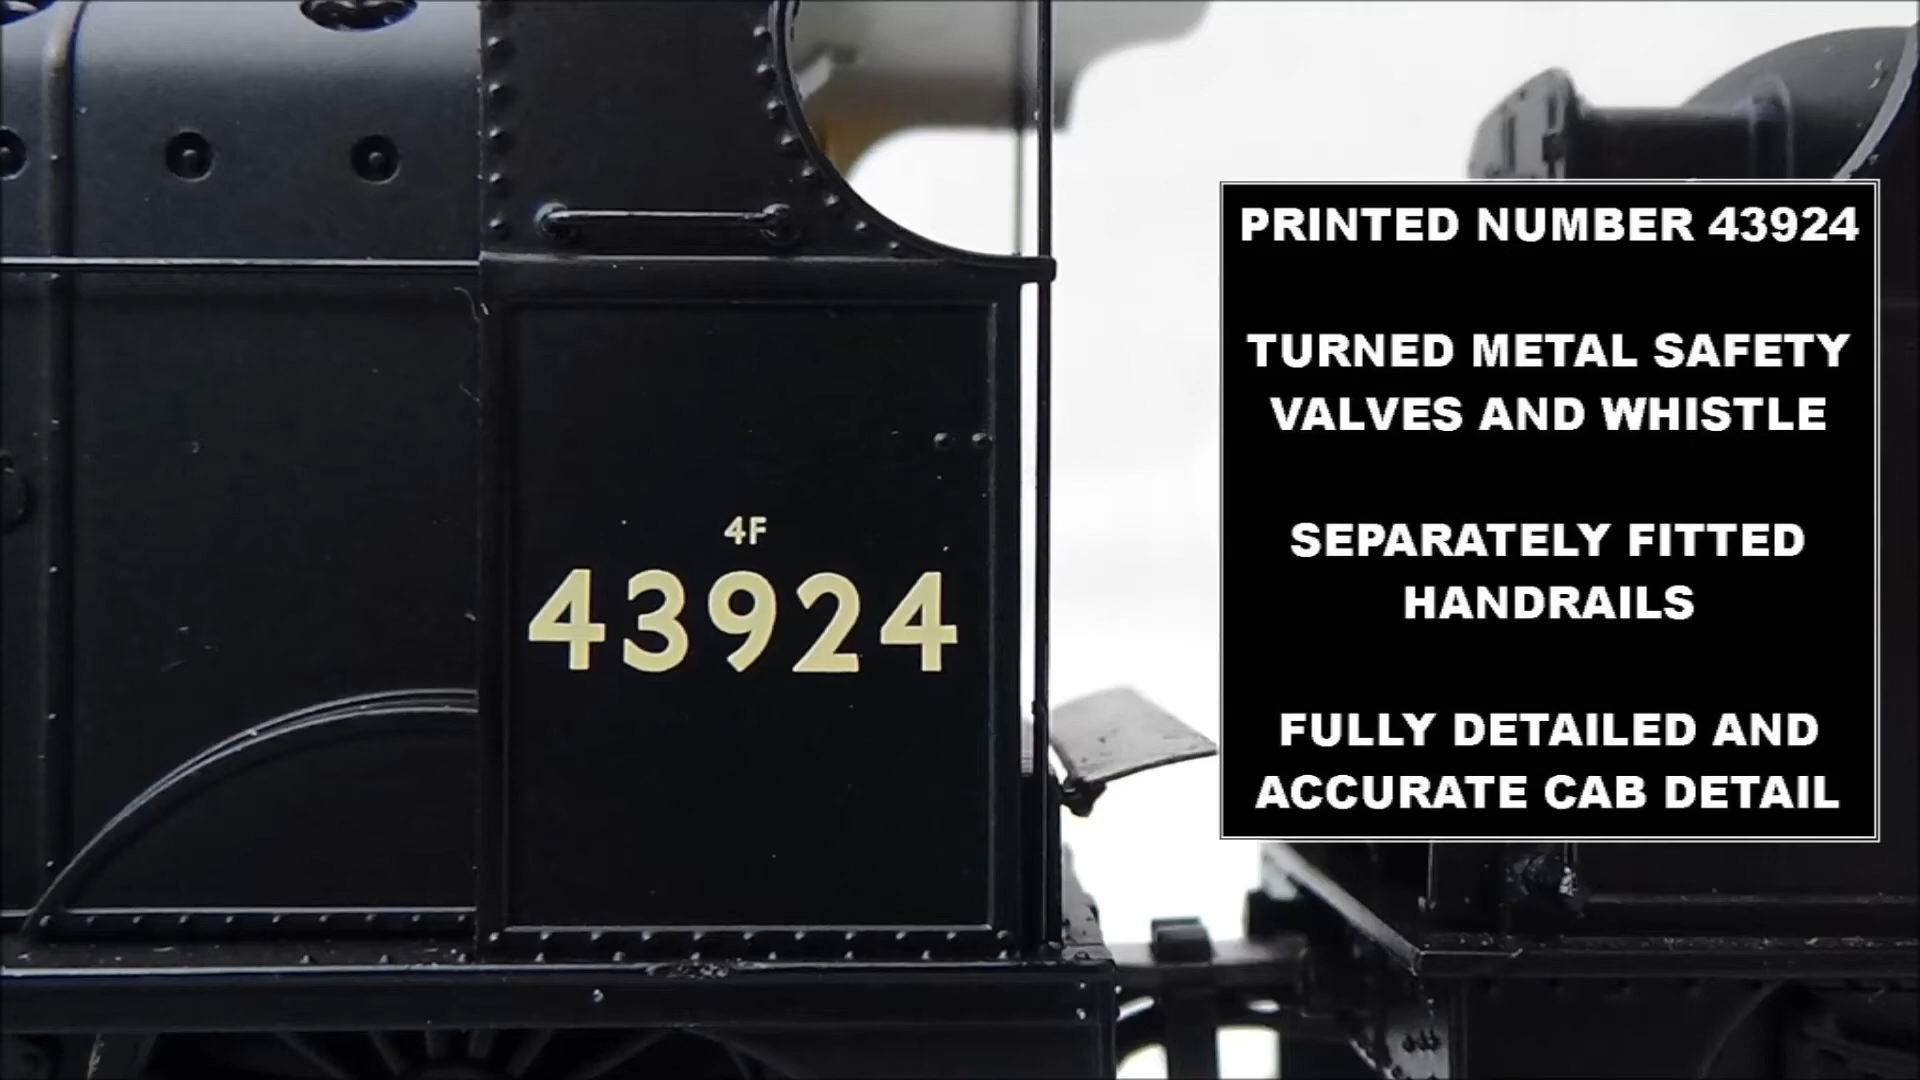 4F
43924
PRINTED NUMBER 43924
TURNED METAL SAFETY
VALVES AND WHISTLE
SEPARATELY FITTED
HANDRAILS
FULLY DETAILED AND
ACCURATE CAB DETAIL